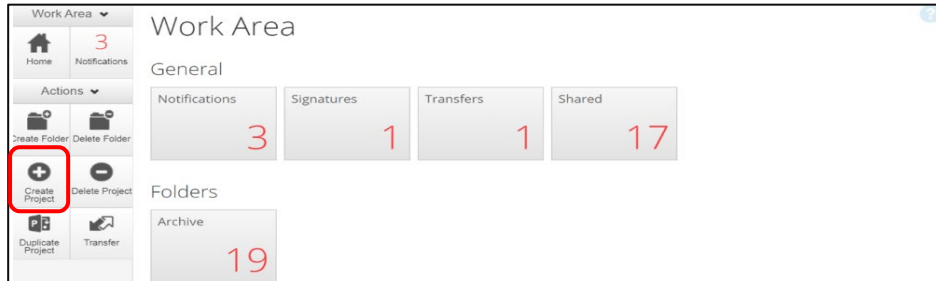 Work Area
Home
3
Notifications
Actions
Create Folder
Delete Folder
Create
Project
Delete Project
Duplicate
Project
Transfer
Work Area
General
Notifications
3
Signatures
1
Transfers
1
Shared
17
Folders
Archive
19
?